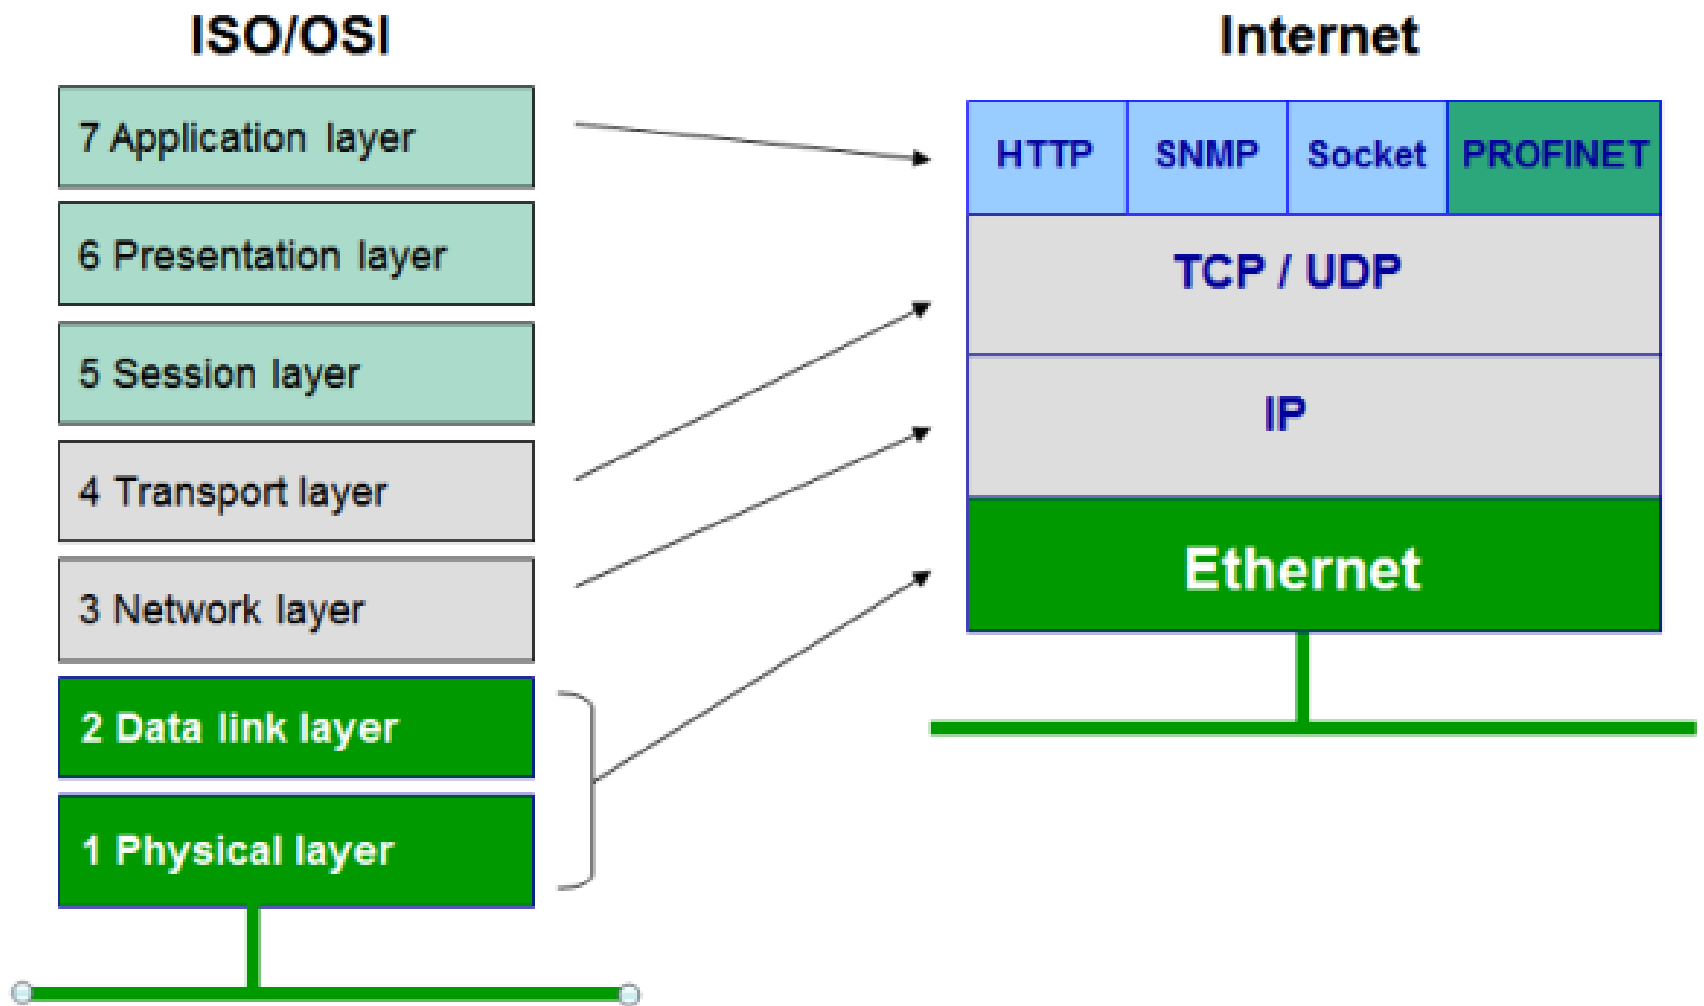 ISO/OSI
7 Application layer
6 Presentation layer
5 Session layer
4 Transport layer
3 Network layer
2 Data link layer
1 Physical layer
Internet
HTTP SNMP Socket PROFINET
TCP / UDP
IP
Ethernet